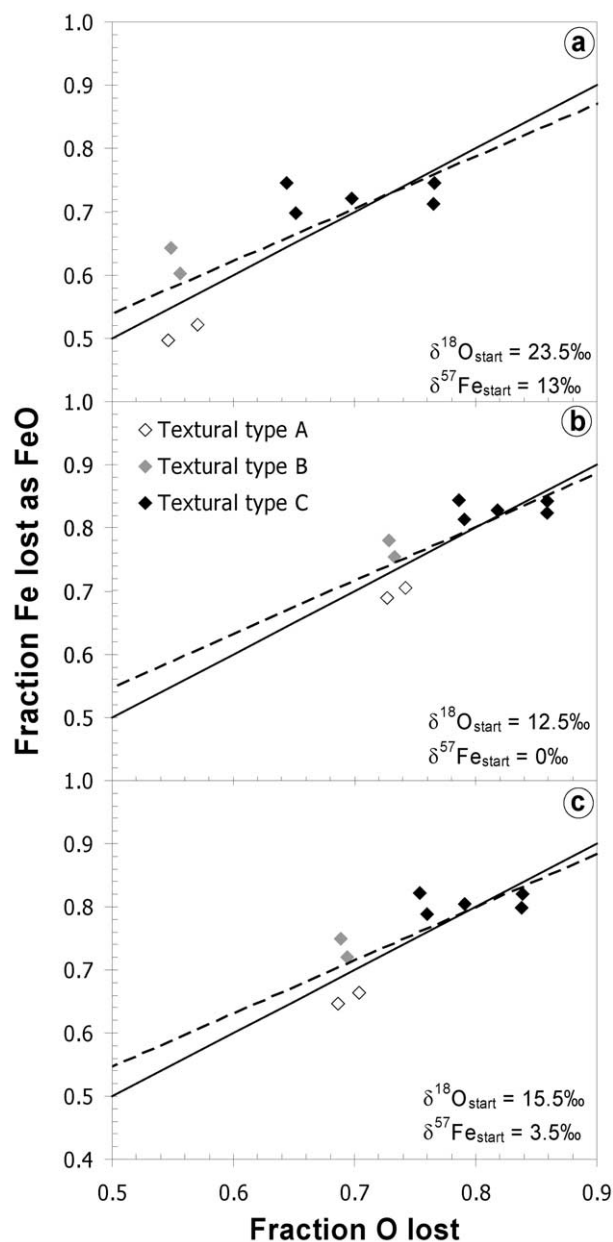 1.0
0.9
0.8
0.7
0.6
0.5
1.0
a
δ18Ostart = 23.5‰
δ57Festart = 13‰
Textural type A
Textural type B
Textural type C
0.9
0.8
0.7
0.6
0.5
1.0
b
δ18Ostart = 12.5‰
δ57Festart = 0‰
0.9
0.8
0.7
0.6
0.5
0.4
c
δ18Ostart = 15.5‰
δ57Festart = 3.5‰
0.5 0.6 0.7 0.8 0.9
Fraction O lost
Fraction Fe lost as FeO